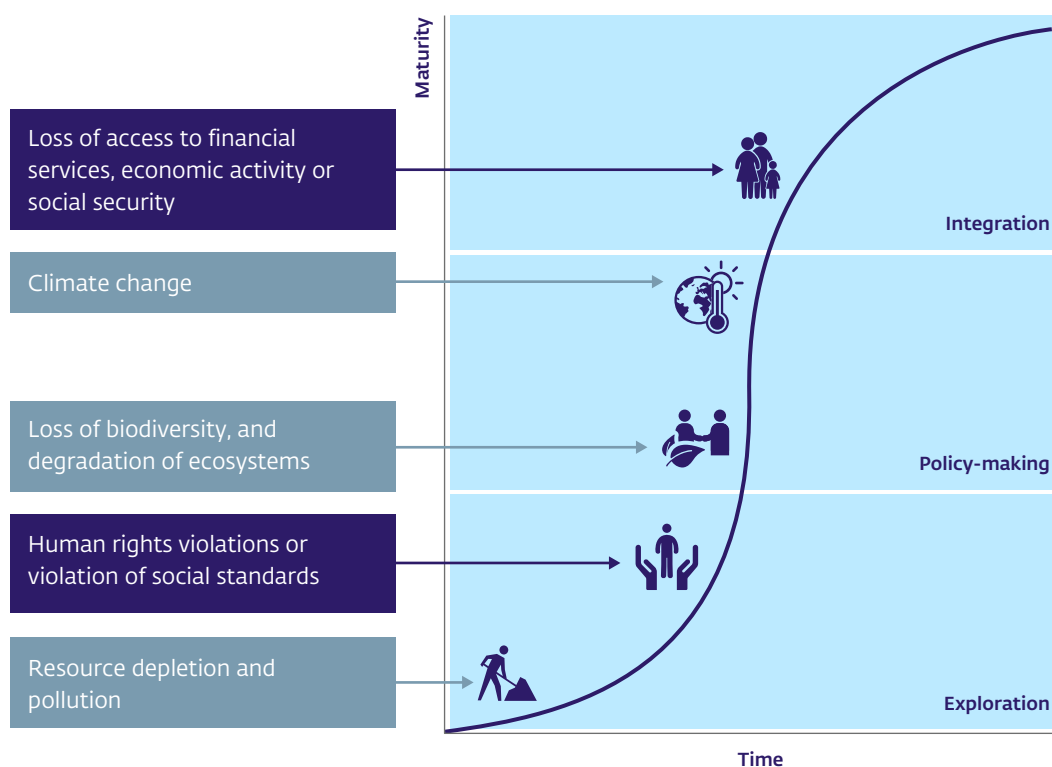 Maturity
Loss of access to financial
services, economic activity or
social security
Integration
Climate change
Loss of biodiversity, and
degradation of ecosystems
Policy-making
Human rights violations or
violation of social standards
Resource depletion and
pollution
Exploration
Time